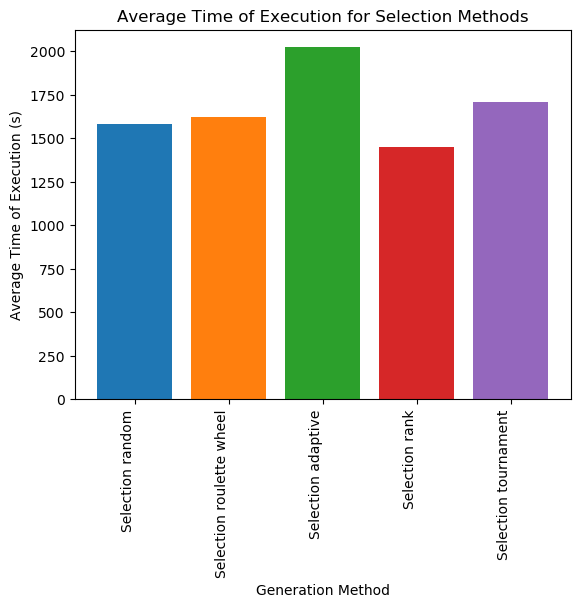 Average Time of Execution for Selection Methods
Average Time of Execution (s)
2000
1750
1500
1250
1000
750
500
250
0
Selection random
Selection roulette wheel
Selection adaptive
Selection rank
Selection tournament
Generation Method